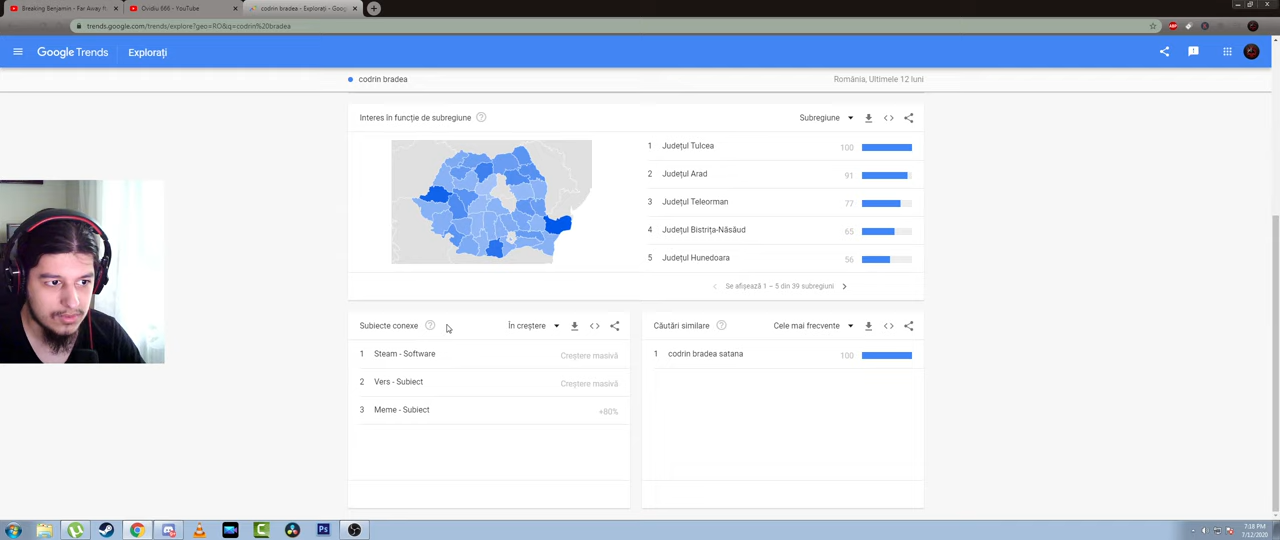 Breaking Benjamin - Far Away f
Ovidiu 666 - YouTube
codrin bradea - Explorați - Goog
trends.google.com/trends/explore?geo=RO&q=codrin%20bradea
ABP
Google Trends
Explorați
codrin bradea
România, Ultimele 12 luni
Interes în funcție de subregiune
Subregiune
1 Județul Tulcea 100
2 Județul Arad 91
3 Județul Teleorman 77
4 Județul Bistrița-Năsăud 65
5 Județul Hunedoara 56
Se afișează 1 – 5 din 39 subregiuni
Subiecte conexe
În creștere
1 Steam - Software Creștere masivă
2 Vers - Subiect Creștere masivă
3 Meme - Subiect +80%
Căutări similare
Cele mai frecvente
1 codrin bradea satana 100
Ps
7:18 PM
7/12/2020